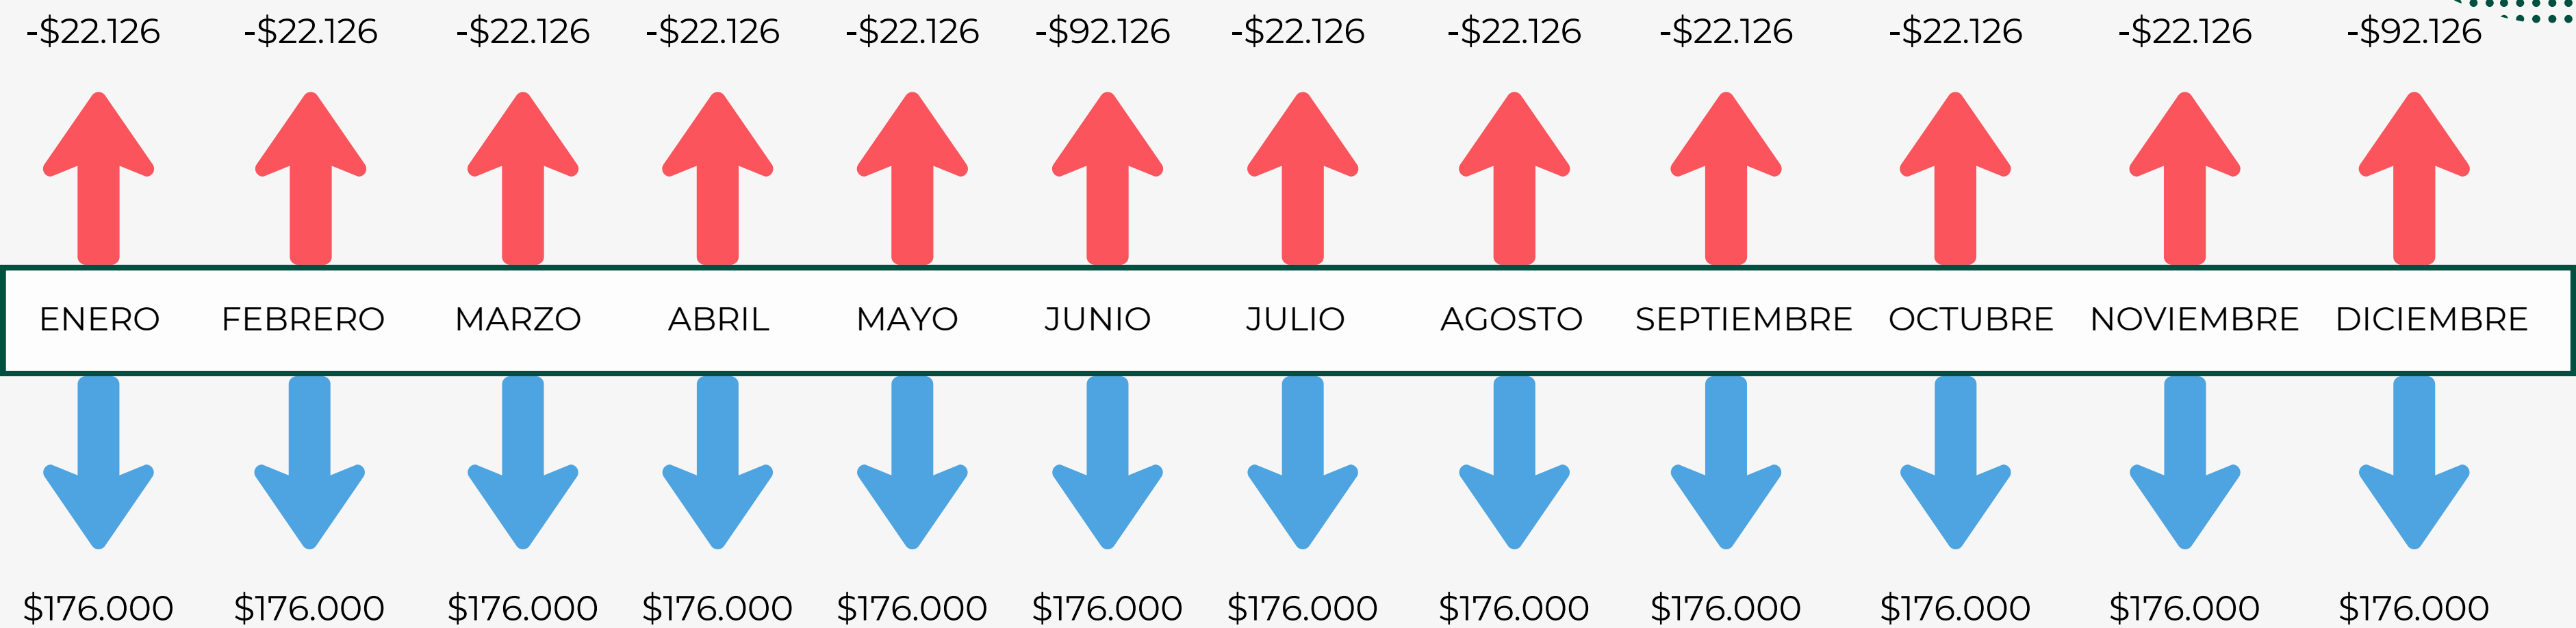 -$22.126 -$22.126 -$22.126 -$22.126 -$22.126 -$92.126 -$22.126 -$22.126 -$22.126 -$22.126 -$22.126 -$92.126
ENERO FEBRERO MARZO ABRIL MAYO JUNIO JULIO AGOSTO SEPTIEMBRE OCTUBRE NOVIEMBRE DICIEMBRE
$176.000 $176.000 $176.000 $176.000 $176.000 $176.000 $176.000 $176.000 $176.000 $176.000 $176.000 $176.000